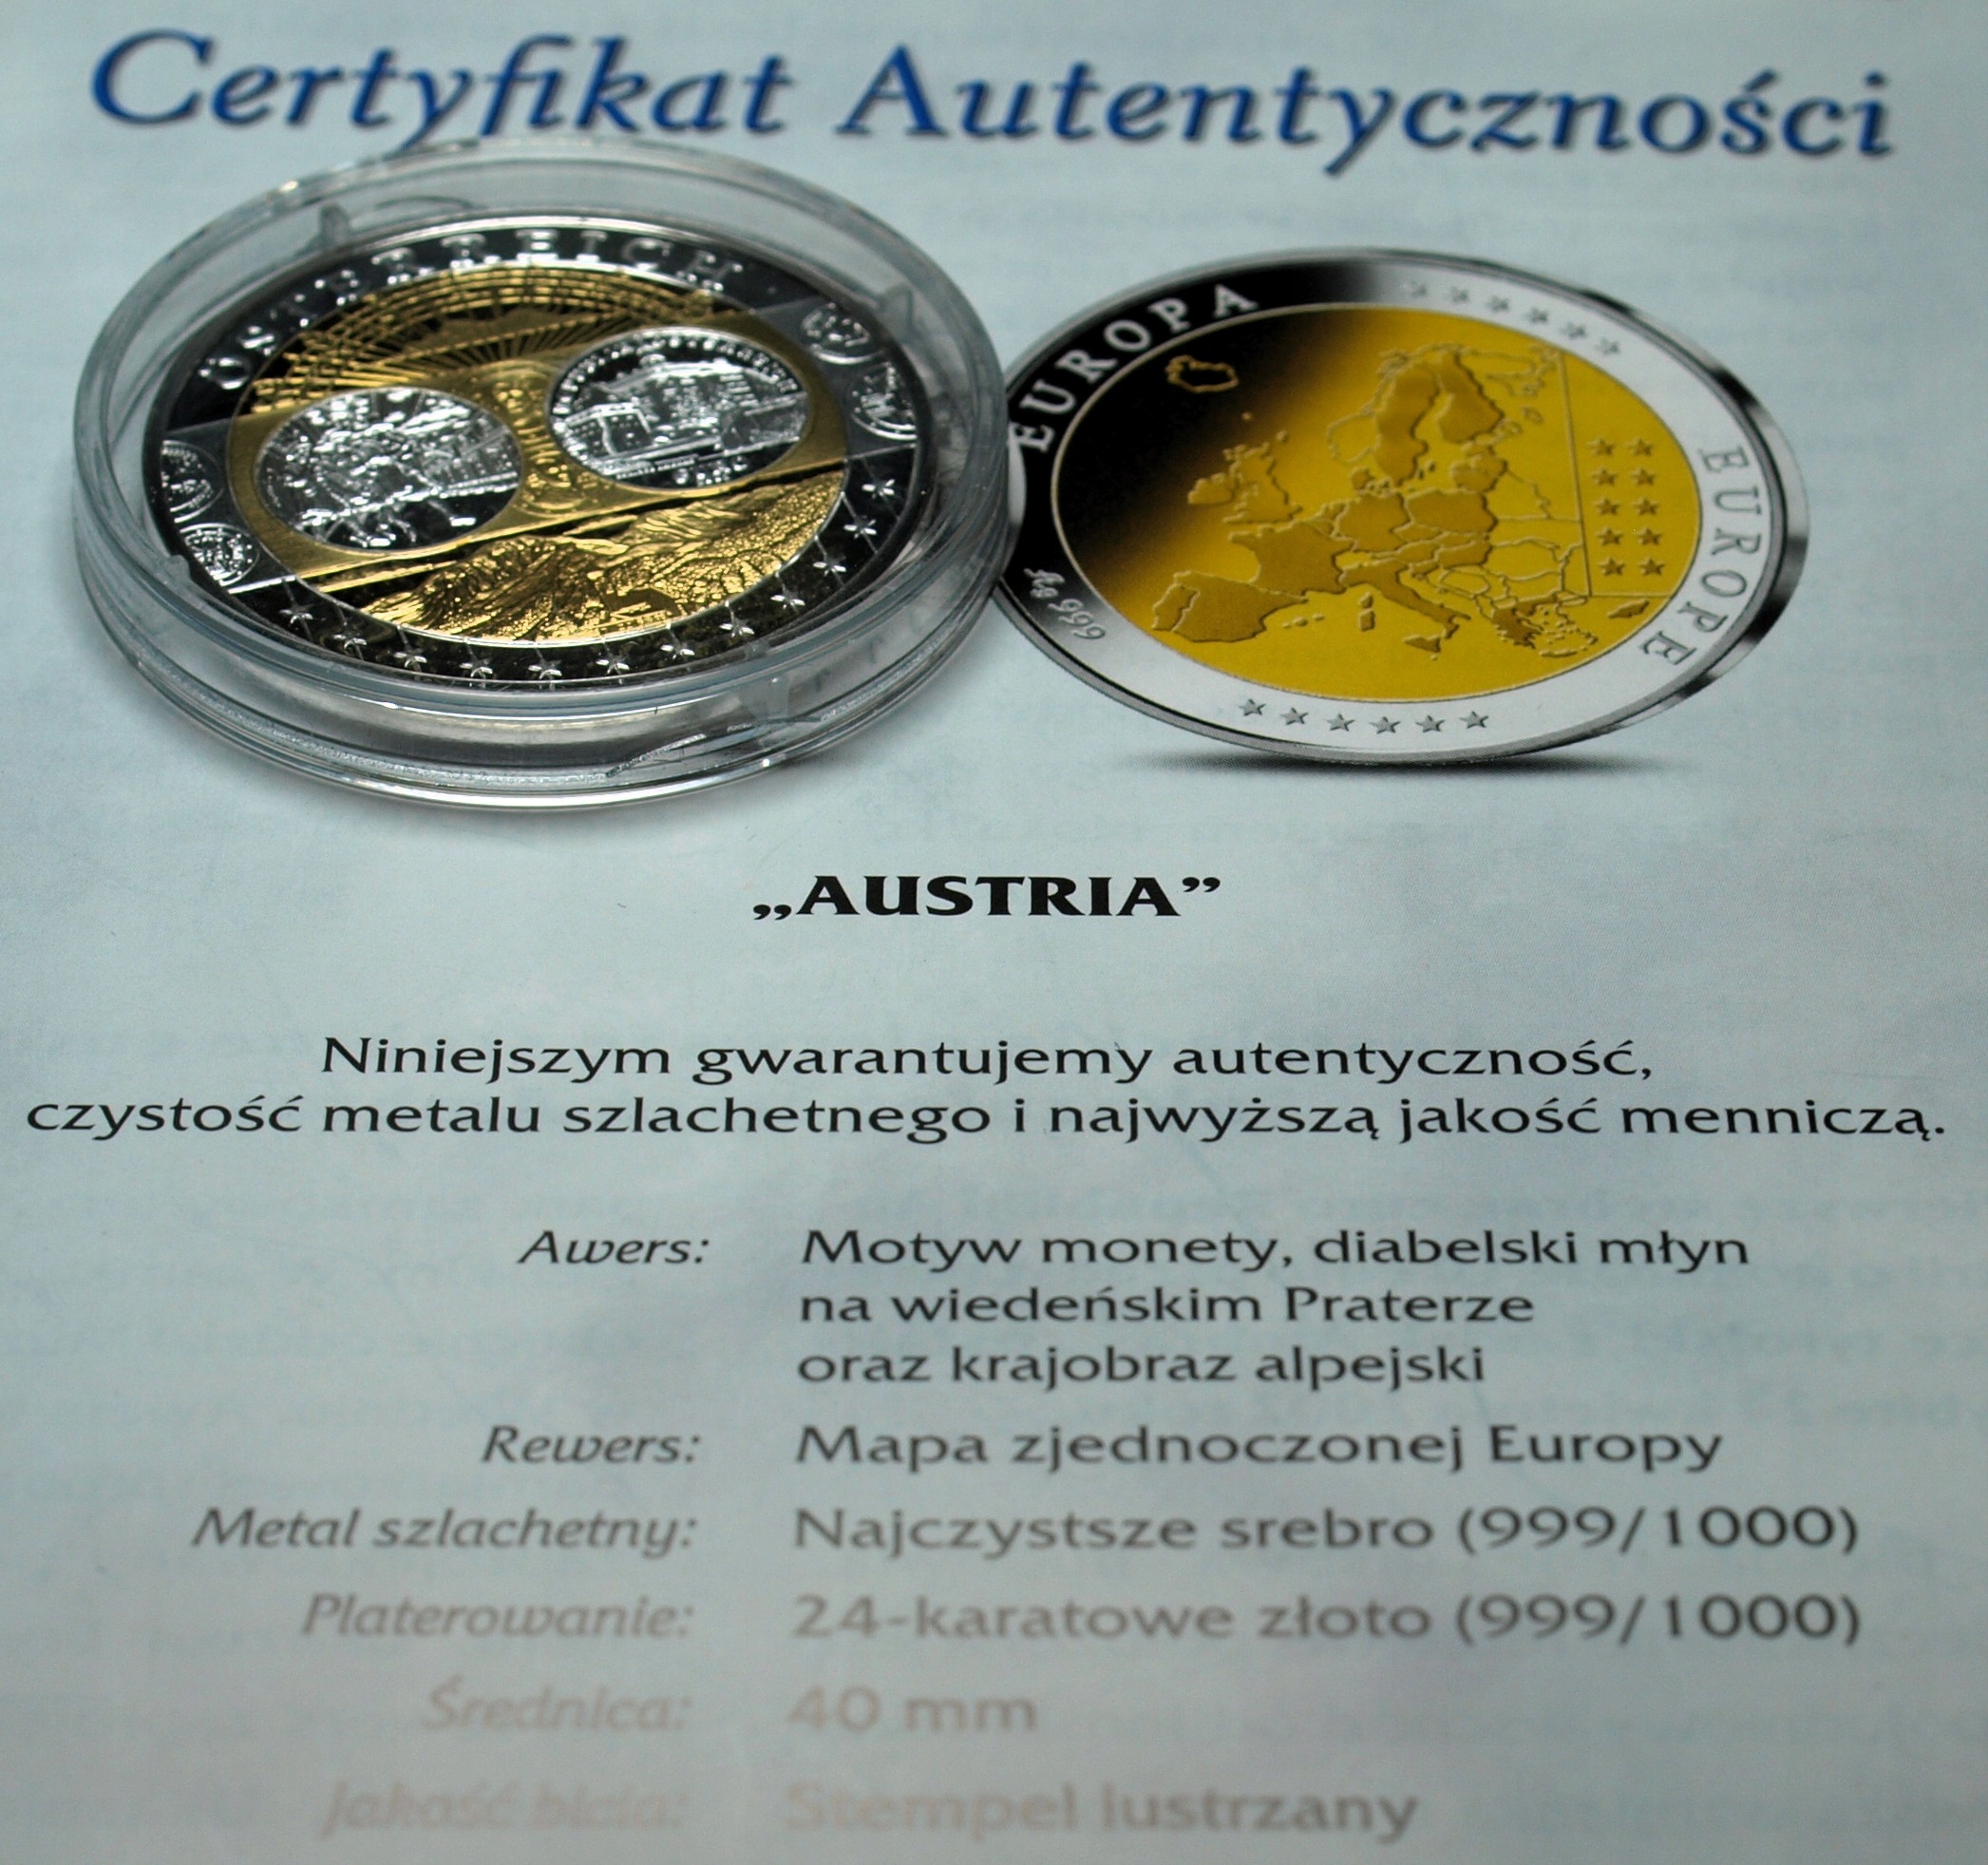 Certyfikat Autentyczności
ÖSTERREICH
EUROPA
EUROPE
Ag 999
„AUSTRIA”
Niniejszym gwarantujemy autentyczność,
czystość metalu szlachetnego i najwyższą jakość menniczą.
Awers: Motyw monety, diabelski młyn
na wiedeńskim Praterze
oraz krajobraz alpejski
Rewers: Mapa zjednoczonej Europy
Metal szlachetny: Najczystsze srebro (999/1000)
Platerowanie: 24-karatowe złoto (999/1000)
Średnica: 40 mm
Jakość bicia: Stempel lustrzany